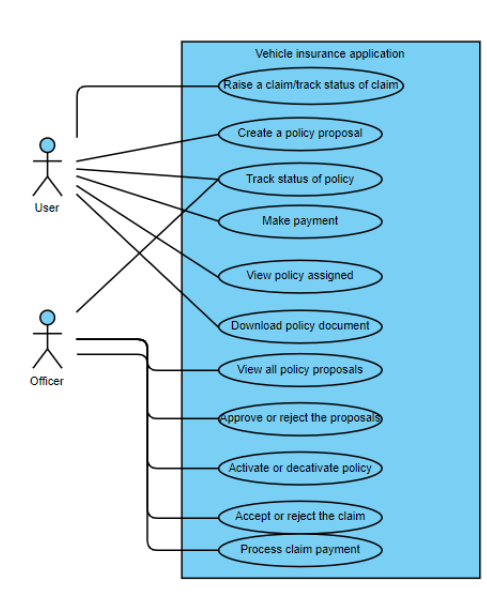 Vehicle insurance application
Raise a claim/track status of claim
Create a policy proposal
Track status of policy
User
Make payment
View policy assigned
Download policy document
View all policy proposals
Officer
Approve or reject the proposals
Activate or decativate policy
Accept or reject the claim
Process claim payment